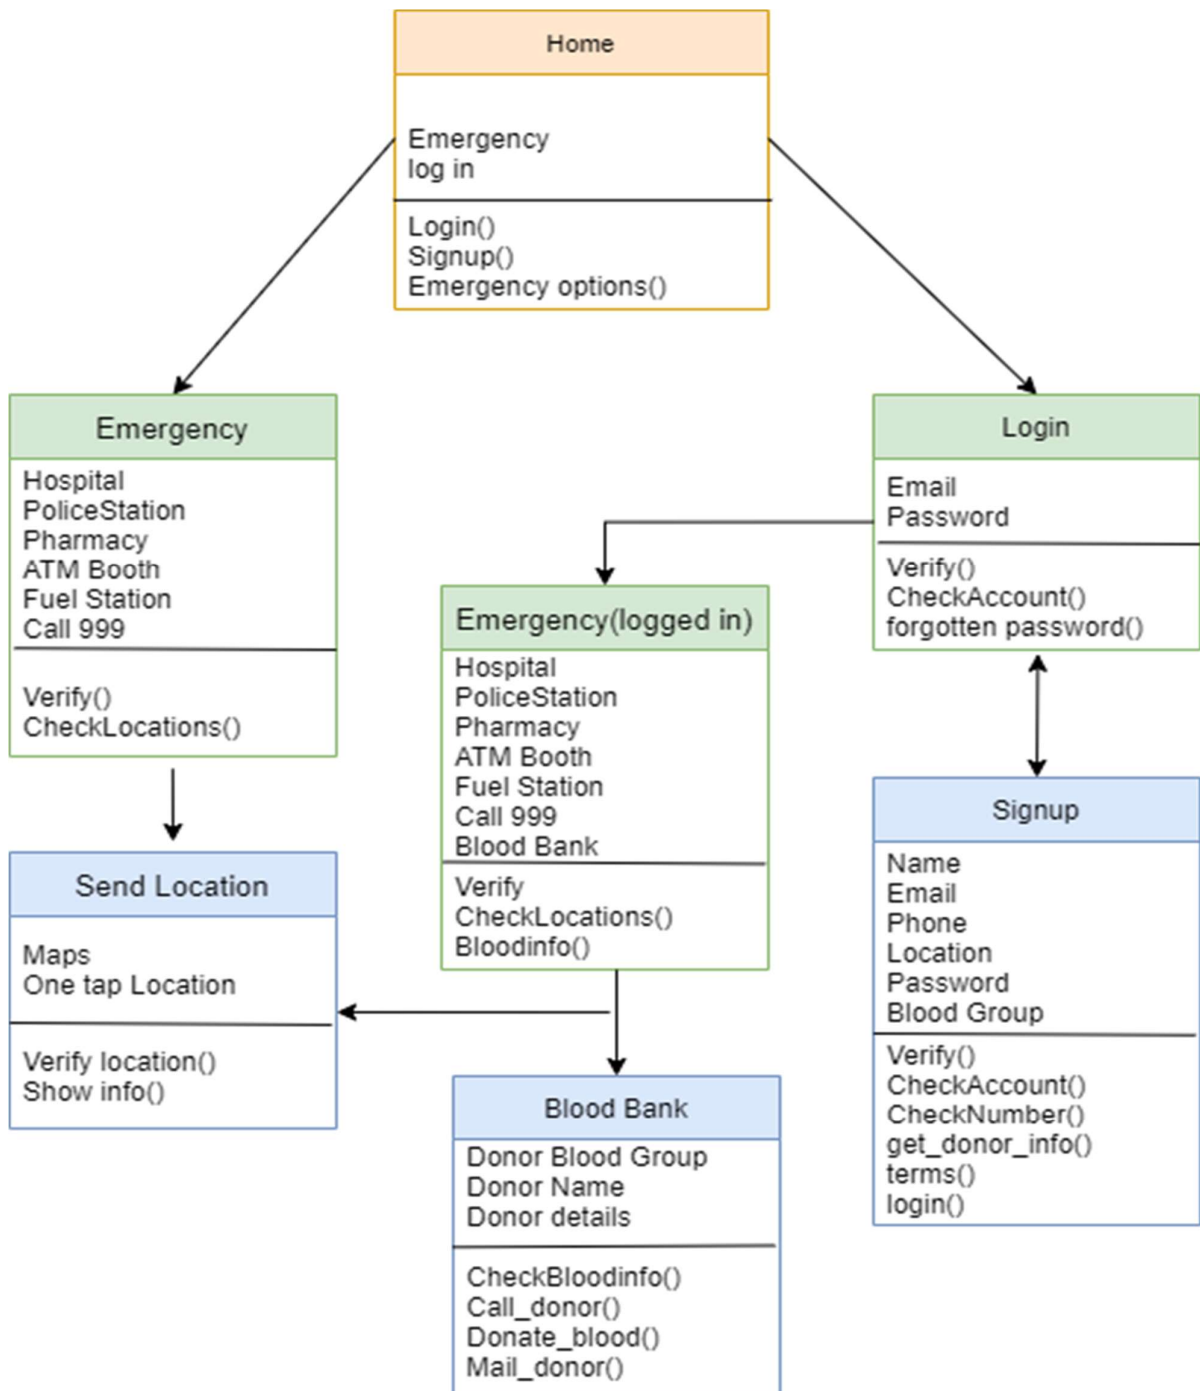 Home
Emergency
log in
Login()
Signup()
Emergency options()
Emergency
Hospital
PoliceStation
Pharmacy
ATM Booth
Fuel Station
Call 999
Verify()
CheckLocations()
Login
Email
Password
Verify()
CheckAccount()
forgotten password()
Emergency(logged in)
Hospital
PoliceStation
Pharmacy
ATM Booth
Fuel Station
Call 999
Blood Bank
Verify
CheckLocations()
Bloodinfo()
Signup
Name
Email
Phone
Location
Password
Blood Group
Verify()
CheckAccount()
CheckNumber()
get_donor_info()
terms()
login()
Send Location
Maps
One tap Location
Verify location()
Show info()
Blood Bank
Donor Blood Group
Donor Name
Donor details
CheckBloodinfo()
Call_donor()
Donate_blood()
Mail_donor()